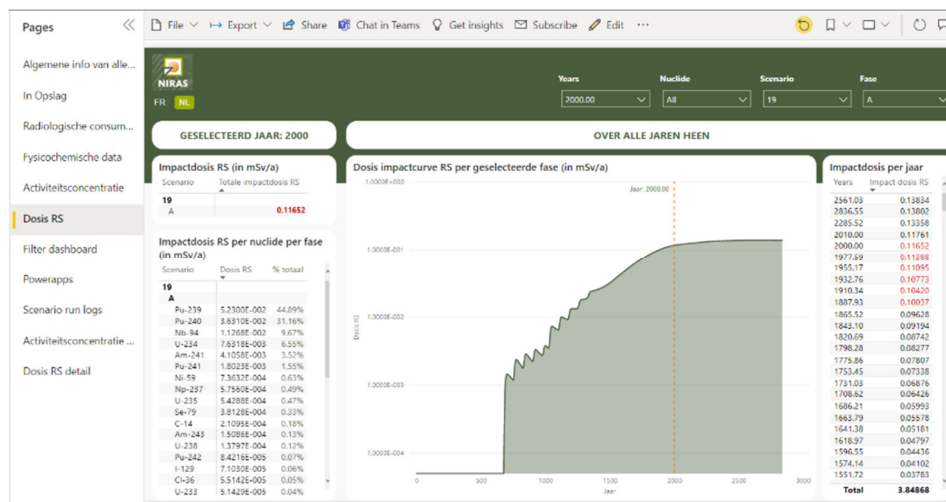 Pages
File
Export
Share
Chat in Teams
Get insights
Subscribe
Edit
Algemene info van alle...
In Opslag
Radiologische consum...
Fysicochemische data
Activiteitsconcentratie
Dosis RS
Filter dashboard
Powerapps
Scenario run logs
Activiteitsconcentratie ...
Dosis RS detail
NIRAS
FR NL
Years Nuclide Scenario Fase
2000.00 All 19 A
GESELECTEERD JAAR: 2000
OVER ALLE JAREN HEEN
Impactdosis RS (in mSv/a)
Scenario Totale impactdosis RS
19
A 0.11652
Impactdosis RS per nuclide per fase
(in mSv/a)
Scenario Dosis RS % totaal
19
A
Pu-239 5.2300E-002 44.89%
Pu-240 3.6310E-002 31.16%
Nb-94 1.1268E-002 9.67%
U-234 7.6318E-003 6.55%
Am-241 4.1058E-003 3.52%
Pu-241 1.8023E-003 1.55%
Ni-59 7.3632E-004 0.63%
Np-237 5.7560E-004 0.49%
U-235 5.4288E-004 0.47%
Se-79 3.8128E-004 0.33%
C-14 2.1095E-004 0.18%
Am-243 1.5086E-004 0.13%
U-238 1.3797E-004 0.12%
Pu-242 8.4216E-005 0.07%
I-129 7.1030E-005 0.06%
Cl-36 5.5142E-005 0.05%
U-233 5.1429E-005 0.04%
Dosis impactcurve RS per geselecteerde fase (in mSv/a)
Jaar: 2000.00
1.0000E+000
1.0000E-001
1.0000E-002
1.0000E-003
1.0000E-004
Dosis RS
0 500 1000 1500 2000 2500 3000
Jaar
Impactdosis per jaar
Years Impact dosis RS
2561.03 0.13834
2836.55 0.13802
2285.52 0.13358
2010.00 0.11761
2000.00 0.11652
1977.59 0.11388
1955.17 0.11095
1932.76 0.10773
1910.34 0.10420
1887.93 0.10037
1865.52 0.09628
1843.10 0.09194
1820.69 0.08742
1798.28 0.08277
1775.86 0.07807
1753.45 0.07338
1731.03 0.06876
1708.62 0.06426
1686.21 0.05993
1663.79 0.05578
1641.38 0.05181
1618.97 0.04797
1596.55 0.04436
1574.14 0.04102
1551.72 0.03783
Total 3.84868